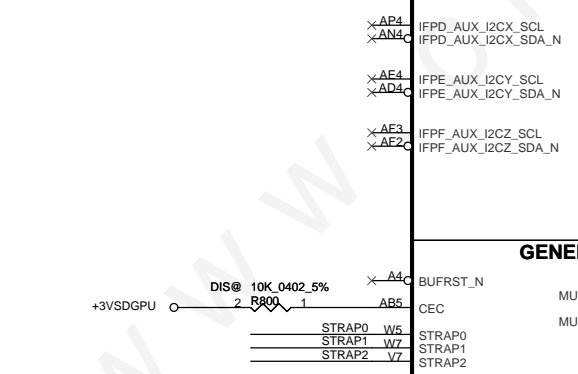 AP4 IFPD_AUX_I2CX_SCL
AN4 IFPD_AUX_I2CX_SDA_N
AE4 IFPE_AUX_I2CY_SCL
AD4 IFPE_AUX_I2CY_SDA_N
AF3 IFPF_AUX_I2CZ_SCL
AF2 IFPF_AUX_I2CZ_SDA_N
GENE
A4 BUFRST_N
DIS@ 10K_0402_5%
MU
+3VSDGPU 2 R800 1 AB5 CEC
MU
STRAP0 W5 STRAP0
STRAP1 W7 STRAP1
STRAP2 V7 STRAP2